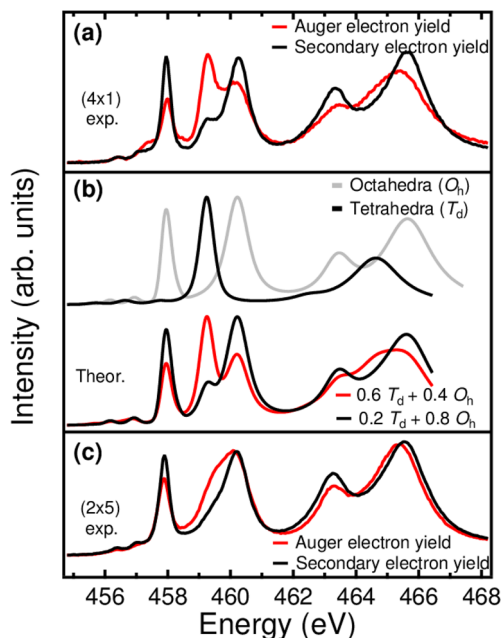 (a)
Auger electron yield
Secondary electron yield
(4x1)
exp.
(b)
Octahedra (Oh)
Tetrahedra (Td)
Theor.
0.6 Td + 0.4 Oh
0.2 Td + 0.8 Oh
(c)
(2x5)
exp.
Auger electron yield
Secondary electron yield
456 458 460 462 464 466 468
Energy (eV)
Intensity (arb. units)